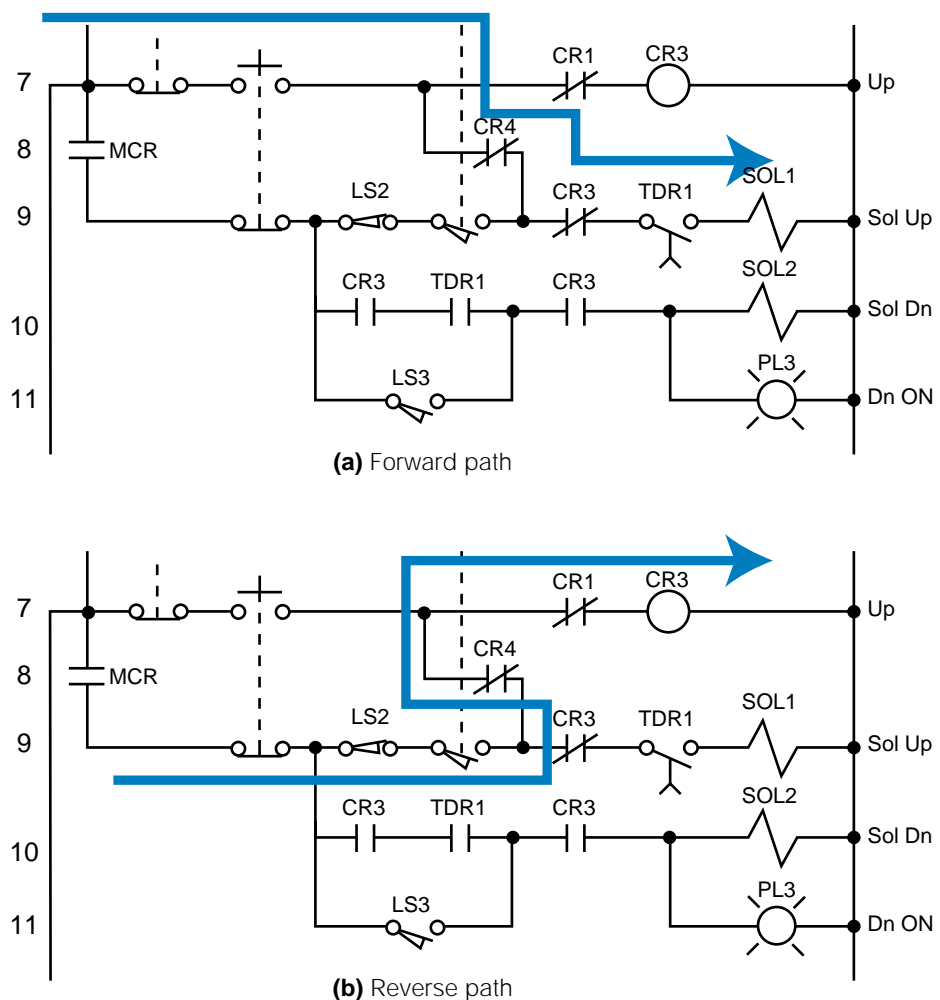 CR1 CR3
7 Up
CR4
8 MCR
LS2 CR3 TDR1 SOL1
9 Sol Up
CR3 TDR1 CR3 SOL2
10 Sol Dn
LS3 PL3
11 Dn ON
(a) Forward path
CR1 CR3
7 Up
CR4
8 MCR
LS2 CR3 TDR1 SOL1
9 Sol Up
CR3 TDR1 CR3 SOL2
10 Sol Dn
LS3 PL3
11 Dn ON
(b) Reverse path